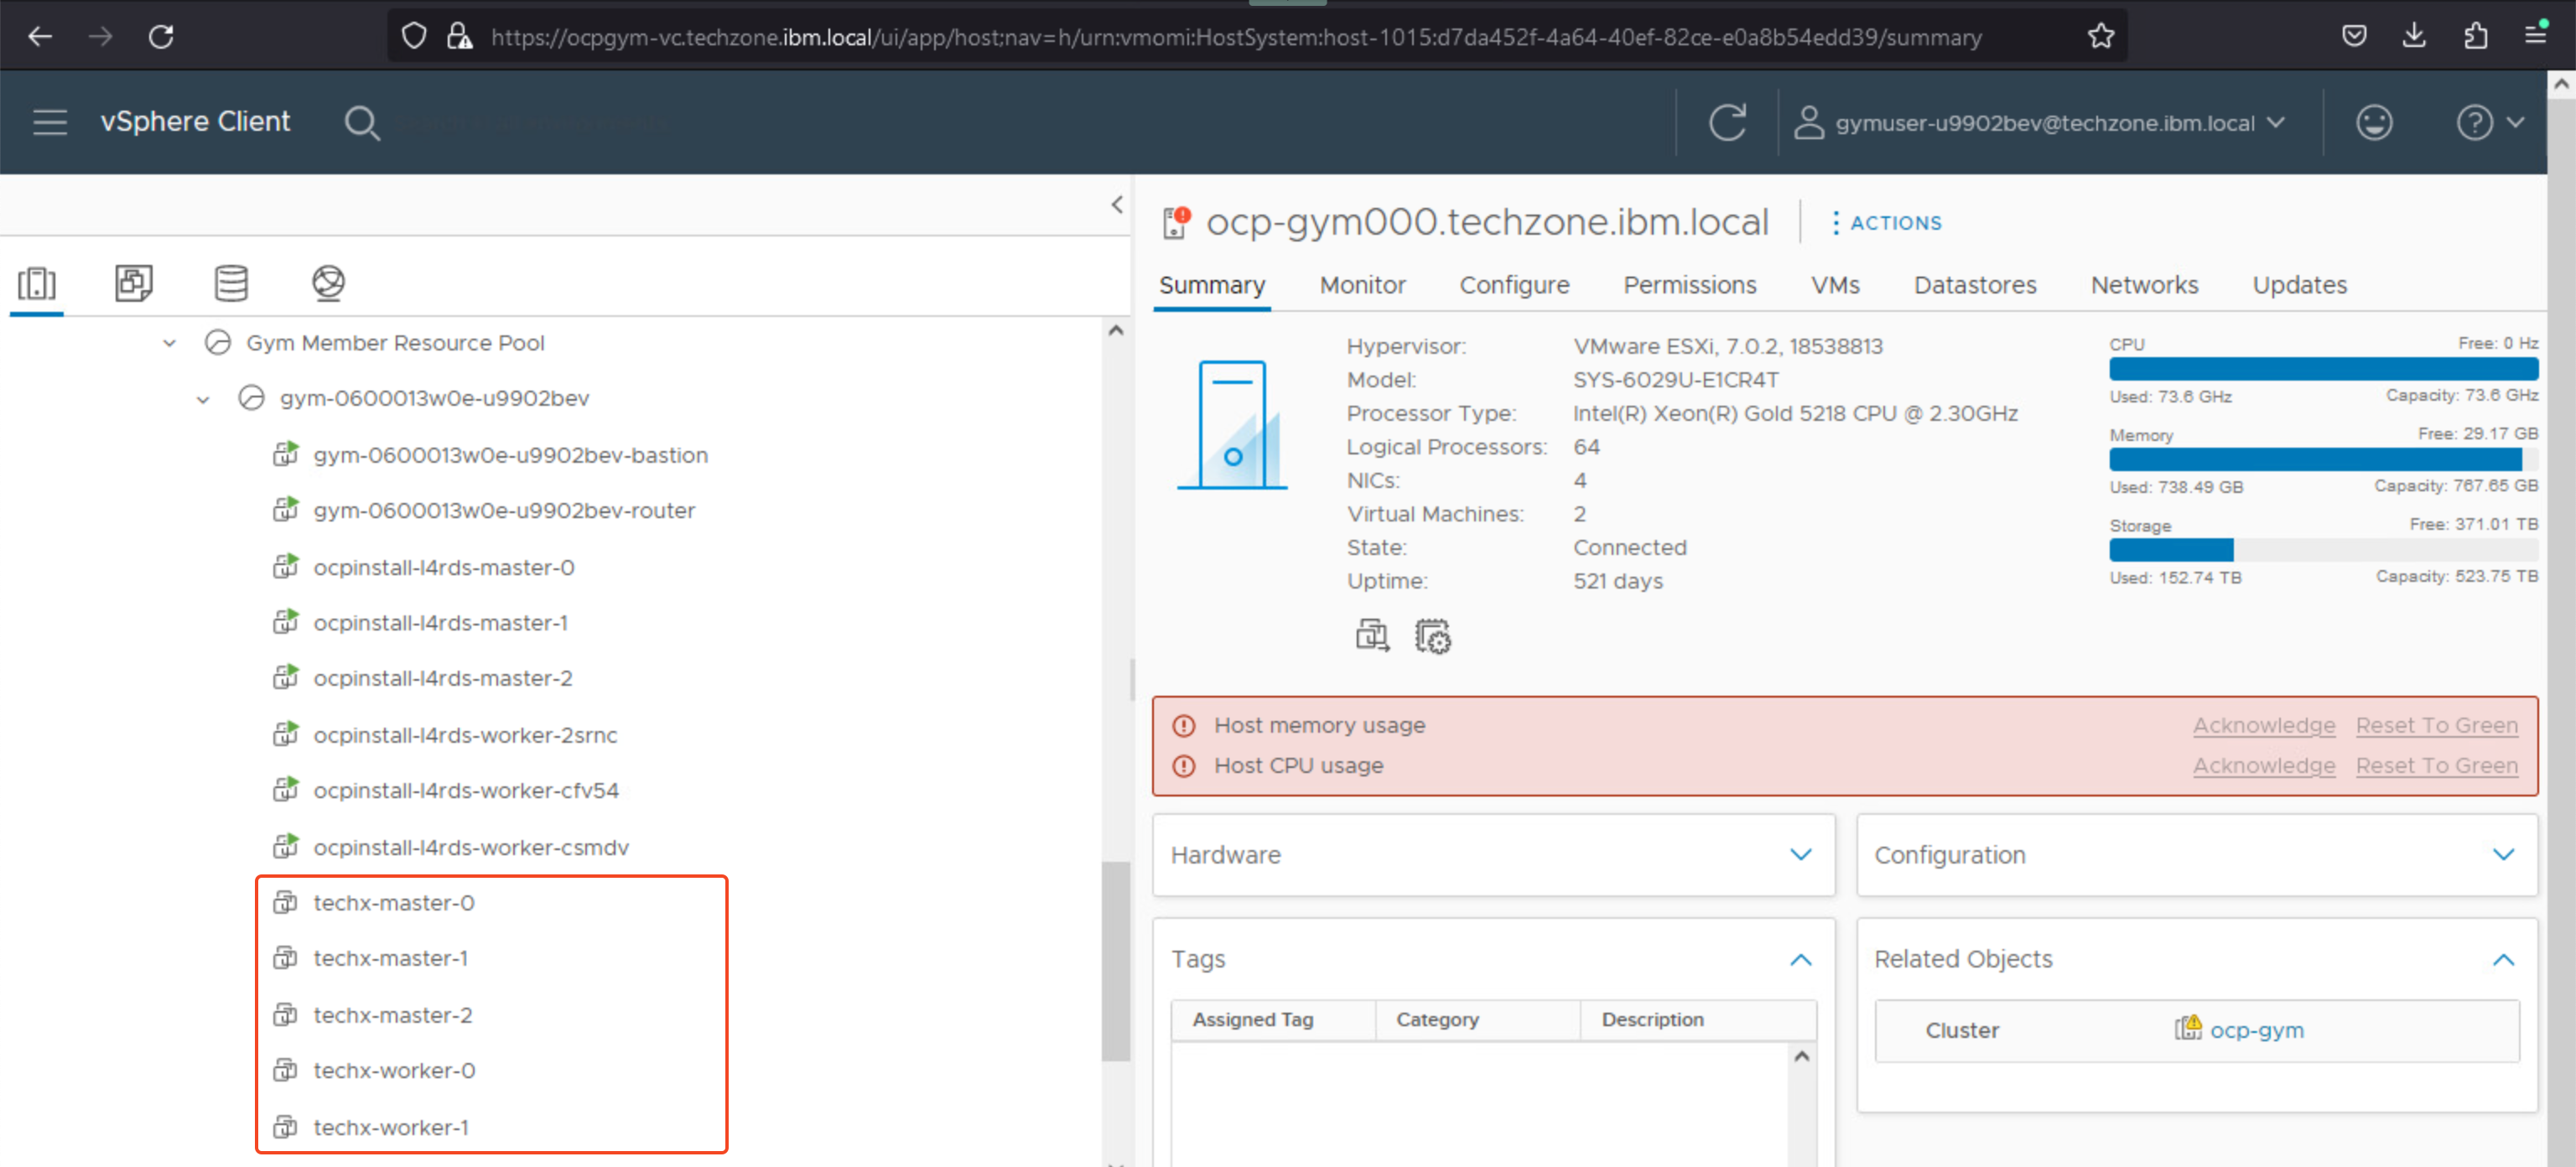 https://ocpgym-vc.techzone.ibm.local/ui/app/host;nav=h/urn:vmomi:HostSystem:host-1015:d7da452f-4a64-40ef-82ce-e0a8b54edd39/summary
vSphere Client
gymuser-u9902bev@techzone.ibm.local
Gym Member Resource Pool
gym-0600013w0e-u9902bev
gym-0600013w0e-u9902bev-bastion
gym-0600013w0e-u9902bev-router
ocpinstall-l4rds-master-0
ocpinstall-l4rds-master-1
ocpinstall-l4rds-master-2
ocpinstall-l4rds-worker-2srnc
ocpinstall-l4rds-worker-cfv54
ocpinstall-l4rds-worker-csmdv
techx-master-0
techx-master-1
techx-master-2
techx-worker-0
techx-worker-1
ocp-gym000.techzone.ibm.local ACTIONS
Summary Monitor Configure Permissions VMs Datastores Networks Updates
Hypervisor: VMware ESXi, 7.0.2, 18538813
Model: SYS-6029U-E1CR4T
Processor Type: Intel(R) Xeon(R) Gold 5218 CPU @ 2.30GHz
Logical Processors: 64
NICs: 4
Virtual Machines: 2
State: Connected
Uptime: 521 days
CPU Free: 0 Hz
Used: 73.6 GHz Capacity: 73.6 GHz
Memory Free: 29.17 GB
Used: 738.49 GB Capacity: 767.65 GB
Storage Free: 371.01 TB
Used: 152.74 TB Capacity: 523.75 TB
Host memory usage Acknowledge Reset To Green
Host CPU usage Acknowledge Reset To Green
Hardware
Configuration
Tags
Assigned Tag Category Description
Related Objects
Cluster ocp-gym